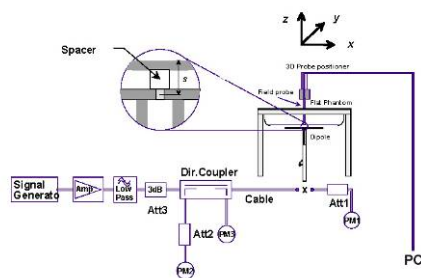 z
y
x
3D Probe positioner
Field probe
Flat Phantom
Dipole
Spacer
s
Signal
Generato
Amp
Low
Pass
3dB
Att3
Dir.Coupler
Cable
x
Att1
PM1
Att2
PM3
PM2
PC